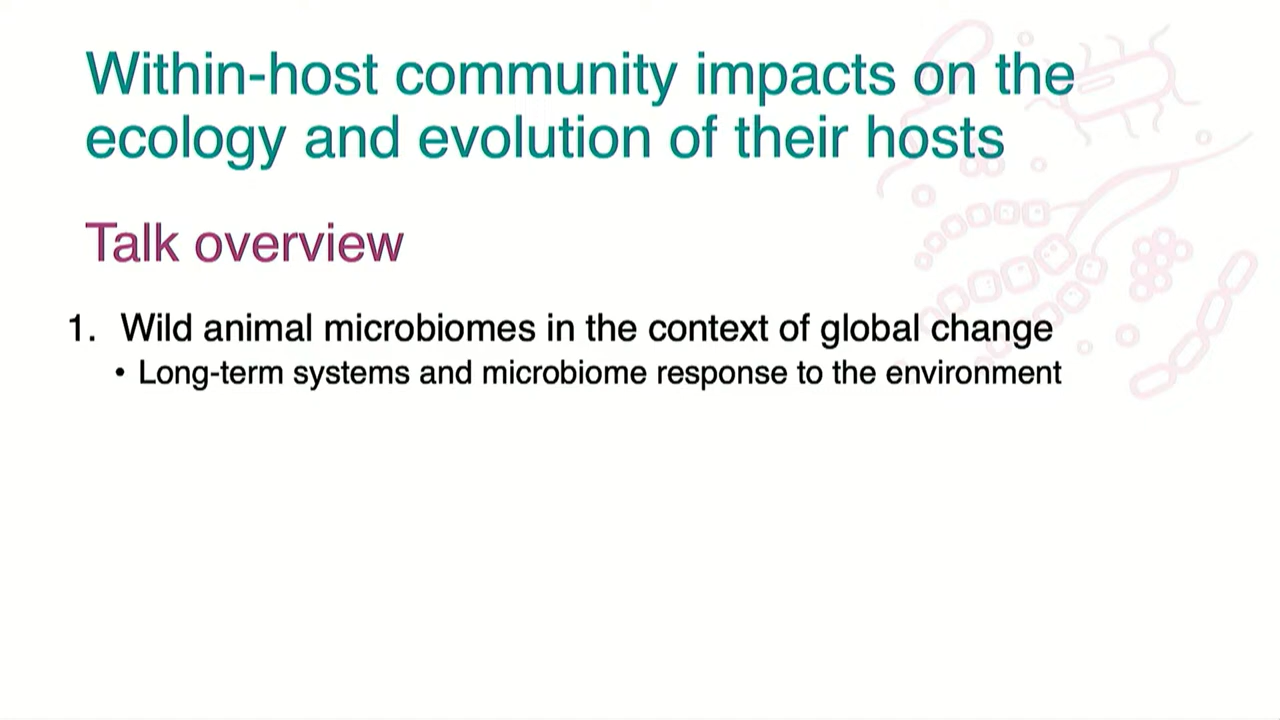 Within-host community impacts on the
ecology and evolution of their hosts
Talk overview
1. Wild animal microbiomes in the context of global change
• Long-term systems and microbiome response to the environment